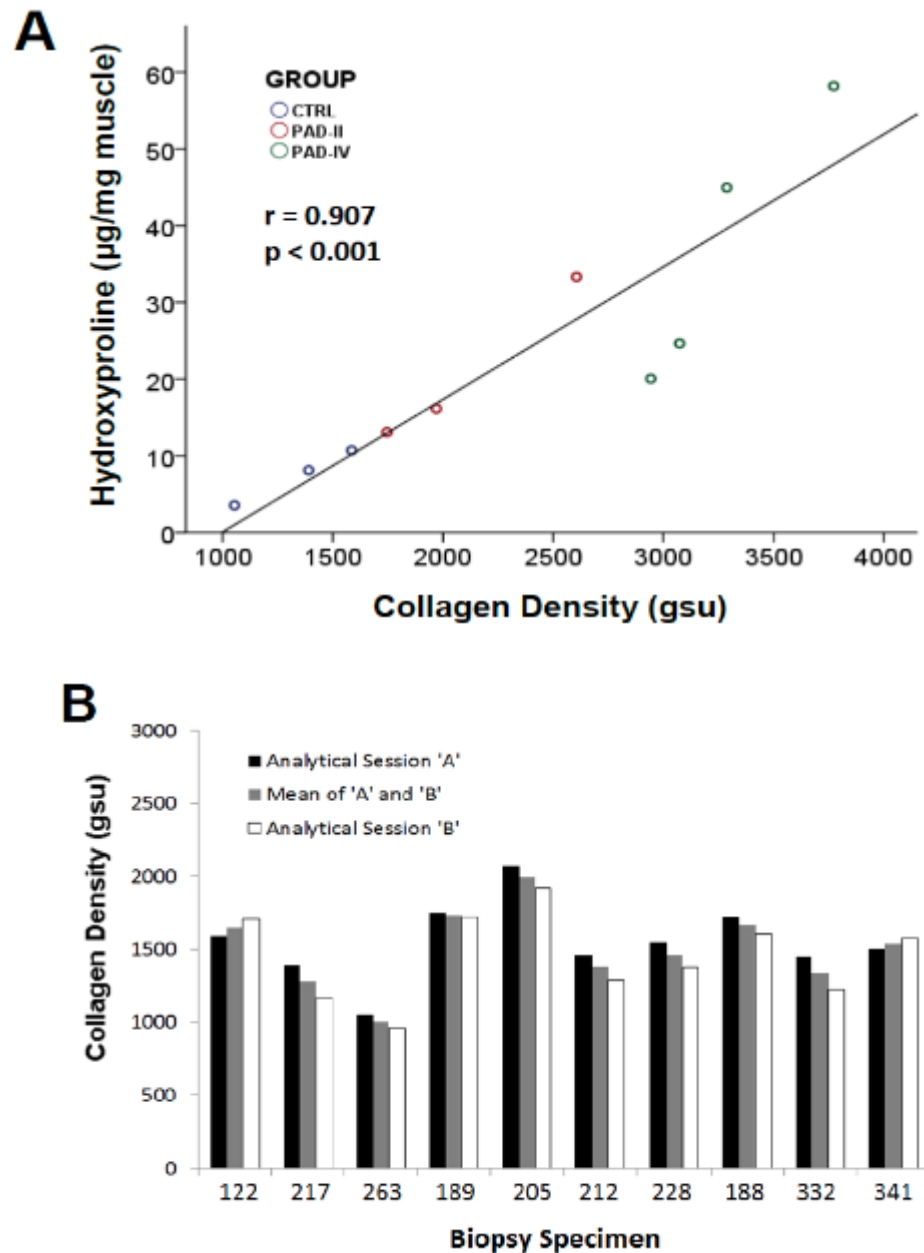 A
Hydroxyproline (µg/mg muscle)
60
50
40
30
20
10
0
GROUP
CTRL
PAD-II
PAD-IV
r = 0.907
p < 0.001
1000 1500 2000 2500 3000 3500 4000
Collagen Density (gsu)
B
Collagen Density (gsu)
3000
2500
2000
1500
1000
500
0
Analytical Session 'A'
Mean of 'A' and 'B'
Analytical Session 'B'
122 217 263 189 205 212 228 188 332 341
Biopsy Specimen